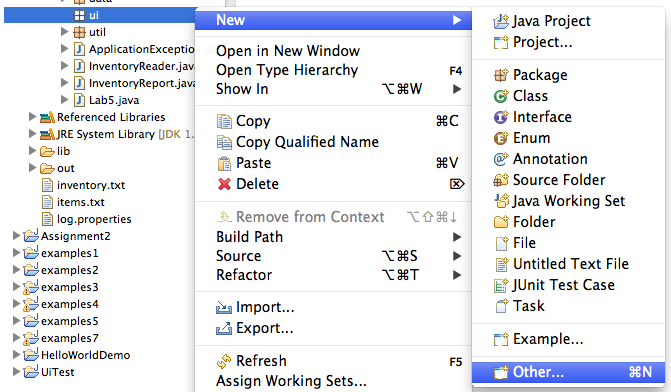 data
ui
util
ApplicationException
InventoryReader.java
InventoryReport.java
Lab5.java
Referenced Libraries
JRE System Library [JDK 1.
lib
out
inventory.txt
items.txt
log.properties
Assignment2
examples1
examples2
examples3
examples4
examples5
examples7
HelloWorldDemo
UiTest
New
Open in New Window
Open Type Hierarchy F4
Show In ⌥⌘W
Copy ⌘C
Copy Qualified Name
Paste ⌘V
Delete ⌦
Remove from Context ⌥⇧⌘↓
Build Path
Source ⌥⌘S
Refactor ⌥⌘T
Import...
Export...
Refresh F5
Assign Working Sets...
Java Project
Project...
Package
Class
Interface
Enum
Annotation
Source Folder
Java Working Set
Folder
File
Untitled Text File
JUnit Test Case
Task
Example...
Other... ⌘N